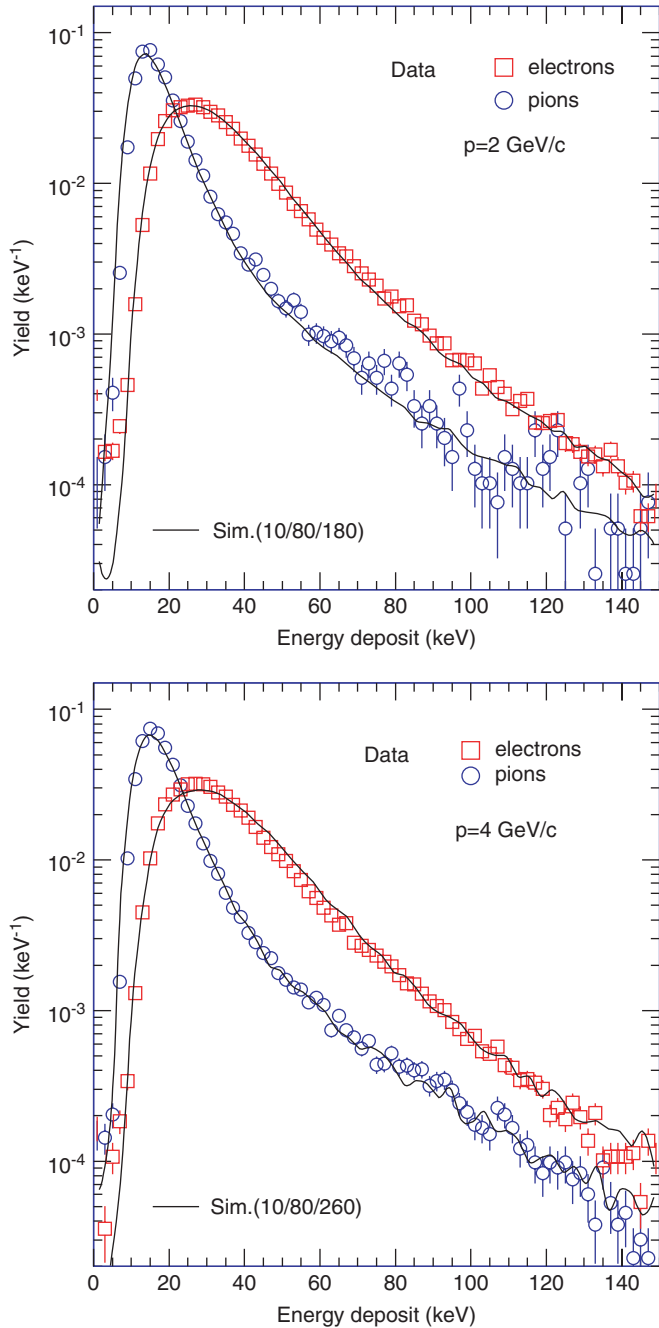 10⁻¹
10⁻²
10⁻³
10⁻⁴
Yield (keV⁻¹)
Data
electrons
pions
p=2 GeV/c
Sim.(10/80/180)
0 20 40 60 80 100 120 140
Energy deposit (keV)
10⁻¹
10⁻²
10⁻³
10⁻⁴
Yield (keV⁻¹)
Data
electrons
pions
p=4 GeV/c
Sim.(10/80/260)
0 20 40 60 80 100 120 140
Energy deposit (keV)